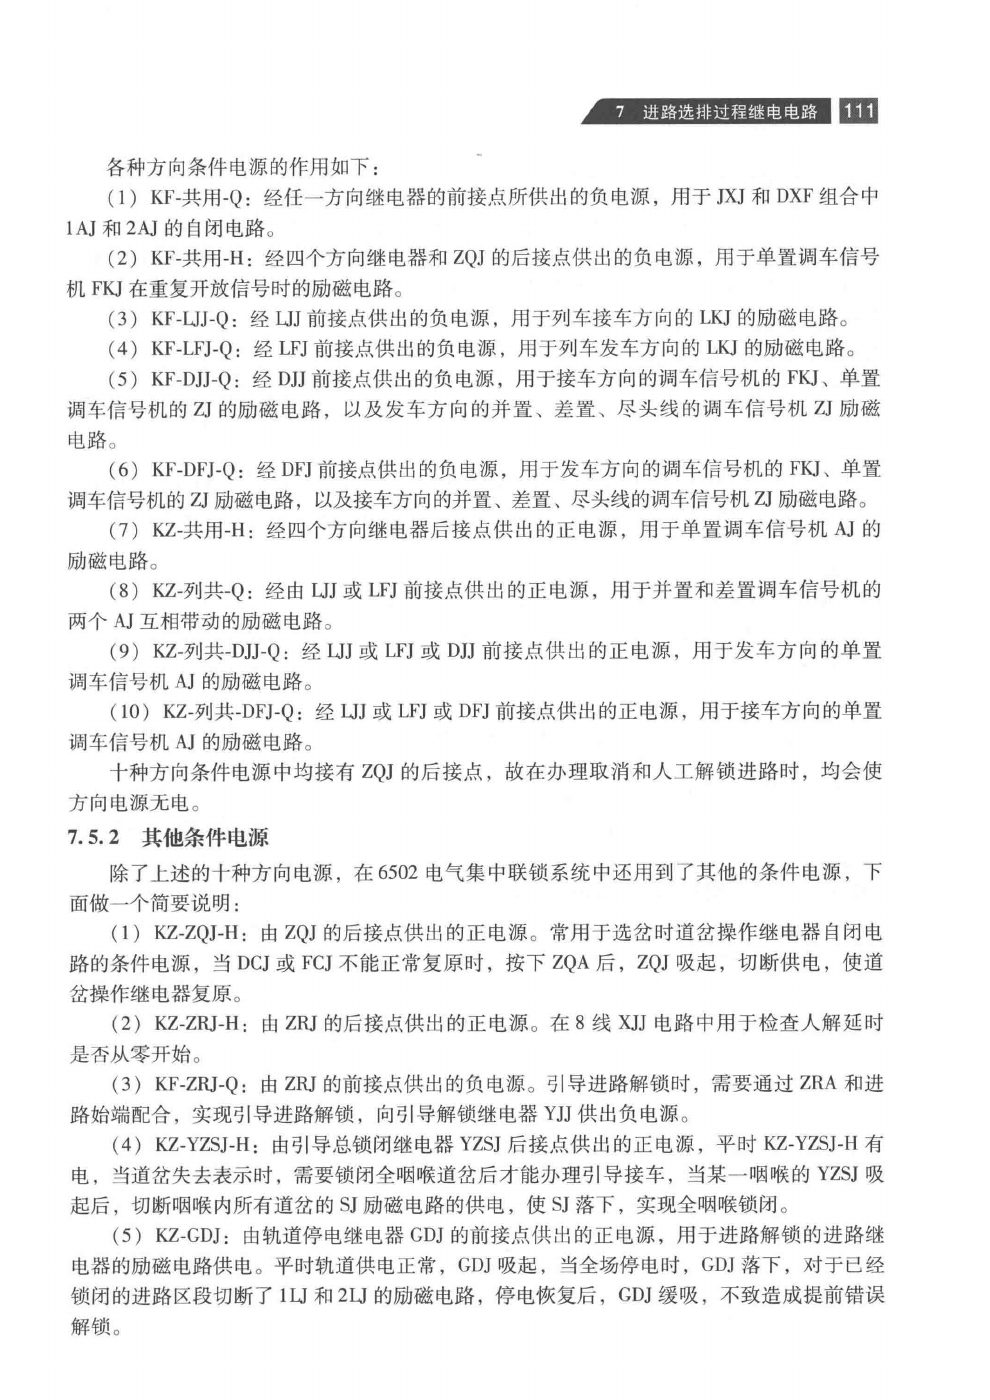 7 进路选排过程继电电路 111
各种方向条件电源的作用如下：
（1）KF-共用-Q：经任一方向继电器的前接点所供出的负电源，用于 JXJ 和 DXF 组合中
1AJ 和 2AJ 的自闭电路。
（2）KF-共用-H：经四个方向继电器和 ZQJ 的后接点供出的负电源，用于单置调车信号
机 FKJ 在重复开放信号时的励磁电路。
（3）KF-LJJ-Q：经 LJJ 前接点供出的负电源，用于列车接车方向的 LKJ 的励磁电路。
（4）KF-LFJ-Q：经 LFJ 前接点供出的负电源，用于列车发车方向的 LKJ 的励磁电路。
（5）KF-DJJ-Q：经 DJJ 前接点供出的负电源，用于接车方向的调车信号机的 FKJ、单置
调车信号机的 ZJ 的励磁电路，以及发车方向的并置、差置、尽头线的调车信号机 ZJ 励磁
电路。
（6）KF-DFJ-Q：经 DFJ 前接点供出的负电源，用于发车方向的调车信号机的 FKJ、单置
调车信号机的 ZJ 励磁电路，以及接车方向的并置、差置、尽头线的调车信号机 ZJ 励磁电路。
（7）KZ-共用-H：经四个方向继电器后接点供出的正电源，用于单置调车信号机 AJ 的
励磁电路。
（8）KZ-列共-Q：经由 LJJ 或 LFJ 前接点供出的正电源，用于并置和差置调车信号机的
两个 AJ 互相带动的励磁电路。
（9）KZ-列共-DJJ-Q：经 LJJ 或 LFJ 或 DJJ 前接点供出的正电源，用于发车方向的单置
调车信号机 AJ 的励磁电路。
（10）KZ-列共-DFJ-Q：经 LJJ 或 LFJ 或 DFJ 前接点供出的正电源，用于接车方向的单置
调车信号机 AJ 的励磁电路。
十种方向条件电源中均接有 ZQJ 的后接点，故在办理取消和人工解锁进路时，均会使
方向电源无电。
7.5.2 其他条件电源
除了上述的十种方向电源，在 6502 电气集中联锁系统中还用到了其他的条件电源，下
面做一个简要说明：
（1）KZ-ZQJ-H：由 ZQJ 的后接点供出的正电源。常用于选岔时道岔操作继电器自闭电
路的条件电源，当 DCJ 或 FCJ 不能正常复原时，按下 ZQA 后，ZQJ 吸起，切断供电，使道
岔操作继电器复原。
（2）KZ-ZRJ-H：由 ZRJ 的后接点供出的正电源。在 8 线 XJJ 电路中用于检查人解延时
是否从零开始。
（3）KF-ZRJ-Q：由 ZRJ 的前接点供出的负电源。引导进路解锁时，需要通过 ZRA 和进
路始端配合，实现引导进路解锁，向引导解锁继电器 YJJ 供出负电源。
（4）KZ-YZSJ-H：由引导总锁闭继电器 YZSJ 后接点供出的正电源，平时 KZ-YZSJ-H 有
电，当道岔失去表示时，需要锁闭全咽喉道岔后才能办理引导接车，当某一咽喉的 YZSJ 吸
起后，切断咽喉内所有道岔的 SJ 励磁电路的供电，使 SJ 落下，实现全咽喉锁闭。
（5）KZ-GDJ：由轨道停电继电器 GDJ 的前接点供出的正电源，用于进路解锁的进路继
电器的励磁电路供电。平时轨道供电正常，GDJ 吸起，当全场停电时，GDJ 落下，对于已经
锁闭的进路区段切断了 1LJ 和 2LJ 的励磁电路，停电恢复后，GDJ 缓吸，不致造成提前错误
解锁。